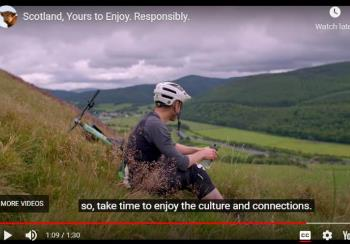 Scotland, Yours to Enjoy. Responsibly.
Watch late
MORE VIDEOS
so, take time to enjoy the culture and connections.
1:09 / 1:30